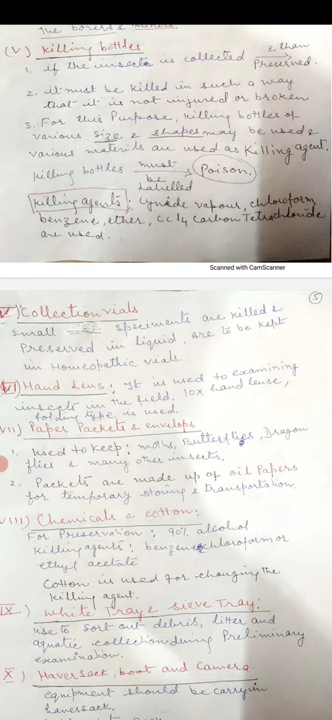 the borers &
(V) Killing bottles
1. if the insects is collected & than Preserved.
2. it must be killed in such a way
that it is not injured or broken
3. For this Purpose, killing bottles of
various size & shapes may be used &
various materils are used as Killing agent.
Killing bottles must be Labelled Poison.
Killing agents: Cynide vapour, chloroform,
benzene, ether, CCl4 Carbon Tetrachloride
are used.
Scanned with CamScanner
5
V) Collection vials
small specimens are killed &
Preserved in liquid. Are to be kept
in Homeopathic vials.
VI) Hand Lens: It is used to examining
insects in the field. 10x hand lense,
folding type is used.
VII) Paper Packets & envelops
1. Used to keep: moths, Butterflies, Dragon
flies & many other insects.
2. Packets are made up of oil Papers
for temporary storing & transportation.
VIII) Chemicals & cotton:
For Preservation: 90% alcohol
Killing agents: benzene chloroform or
ethyl acetate
Cotton is used for changing the
Killing agent.
IX) White Tray & sieve Tray:
use to sort out debris, litter and
aquatic collection during Preliminary
examination.
X) Haversack, boot and Camera
equipment should be carry in
haversack.